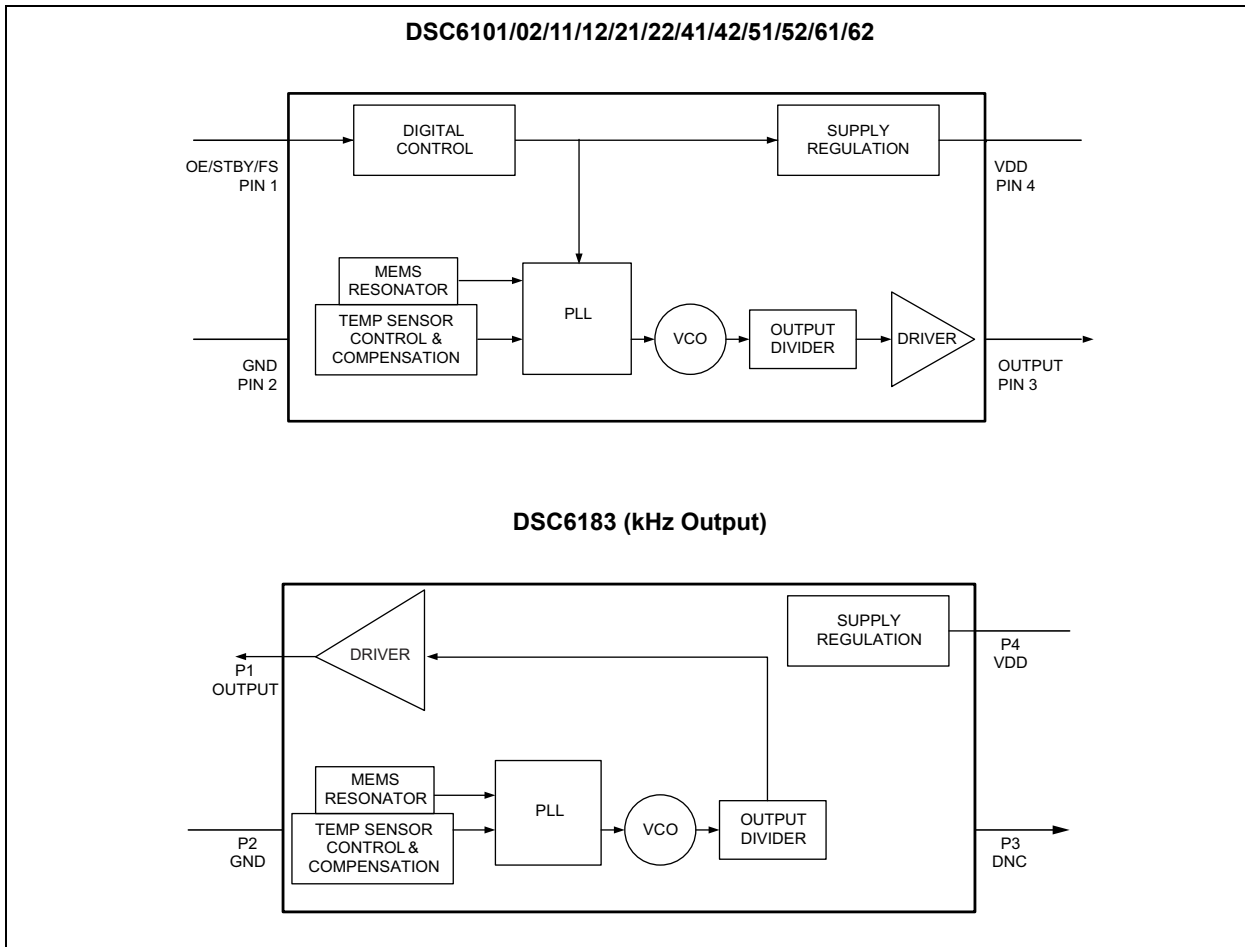 DSC6101/02/11/12/21/22/41/42/51/52/61/62
DIGITAL
CONTROL
SUPPLY
REGULATION
OE/STBY/FS
PIN 1
VDD
PIN 4
MEMS
RESONATOR
TEMP SENSOR
CONTROL &
COMPENSATION
PLL
VCO
OUTPUT
DIVIDER
DRIVER
GND
PIN 2
OUTPUT
PIN 3
DSC6183 (kHz Output)
SUPPLY
REGULATION
DRIVER
P1
OUTPUT
P4
VDD
MEMS
RESONATOR
TEMP SENSOR
CONTROL &
COMPENSATION
PLL
VCO
OUTPUT
DIVIDER
P2
GND
P3
DNC